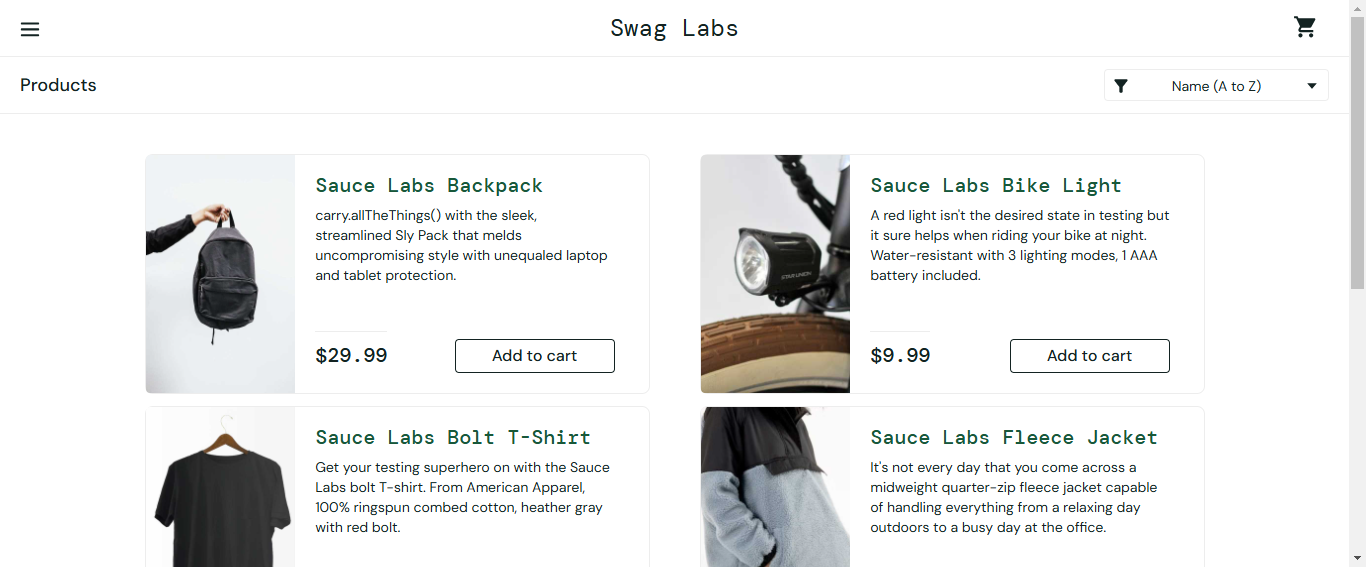 Swag Labs
Products
Name (A to Z)
Sauce Labs Backpack
carry.allTheThings() with the sleek,
streamlined Sly Pack that melds
uncompromising style with unequaled laptop
and tablet protection.
$29.99
Add to cart
Sauce Labs Bike Light
A red light isn't the desired state in testing but
it sure helps when riding your bike at night.
Water-resistant with 3 lighting modes, 1 AAA
battery included.
STAR UNION
$9.99
Add to cart
Sauce Labs Bolt T-Shirt
Get your testing superhero on with the Sauce
Labs bolt T-shirt. From American Apparel,
100% ringspun combed cotton, heather gray
with red bolt.
Sauce Labs Fleece Jacket
It's not every day that you come across a
midweight quarter-zip fleece jacket capable
of handling everything from a relaxing day
outdoors to a busy day at the office.